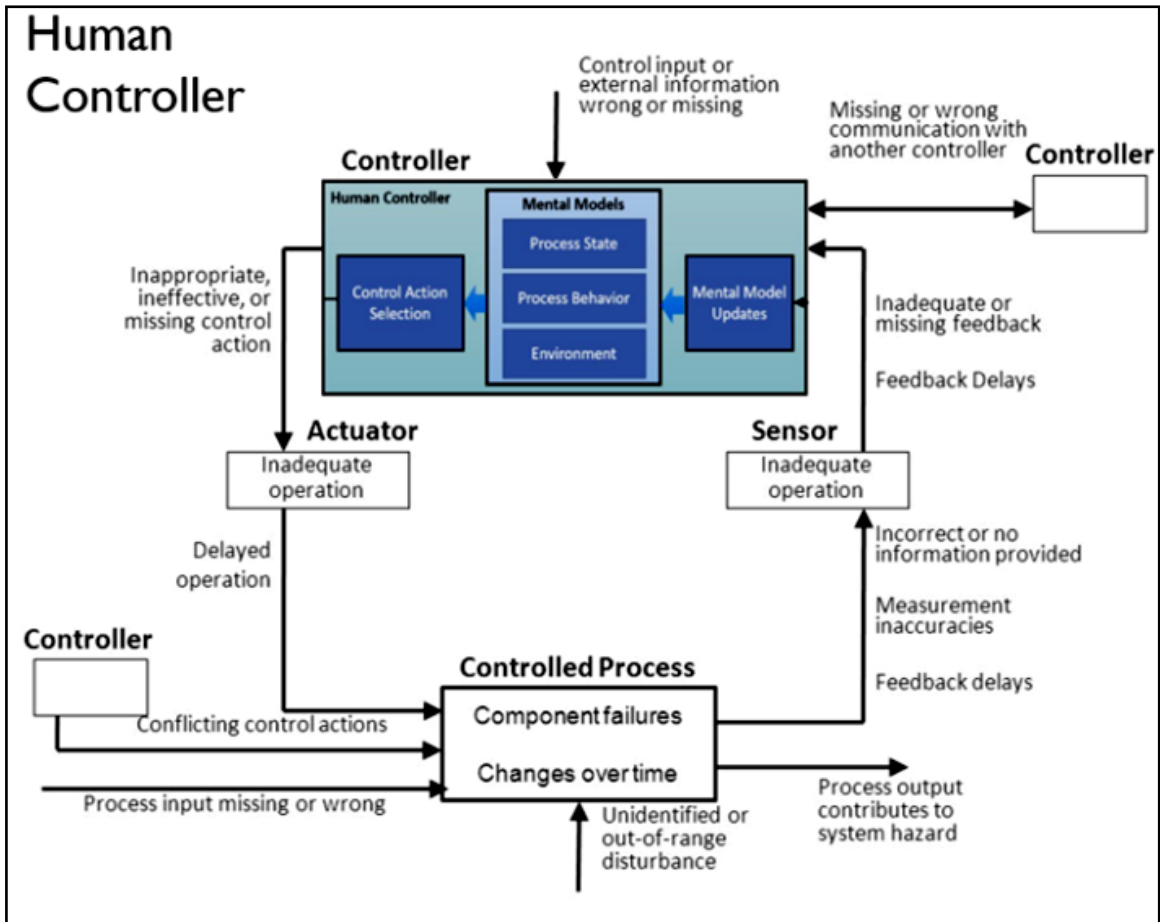 Human
Controller
Control input or
external information
wrong or missing
Missing or wrong
communication with
another controller
Controller
Controller
Human Controller
Mental Models
Process State
Process Behavior
Environment
Control Action
Selection
Mental Model
Updates
Inappropriate,
ineffective, or
missing control
action
Inadequate or
missing feedback
Feedback Delays
Actuator
Inadequate
operation
Sensor
Inadequate
operation
Delayed
operation
Incorrect or no
information provided
Measurement
inaccuracies
Feedback delays
Controller
Conflicting control actions
Process input missing or wrong
Controlled Process
Component failures
Changes over time
Unidentified or
out-of-range
disturbance
Process output
contributes to
system hazard